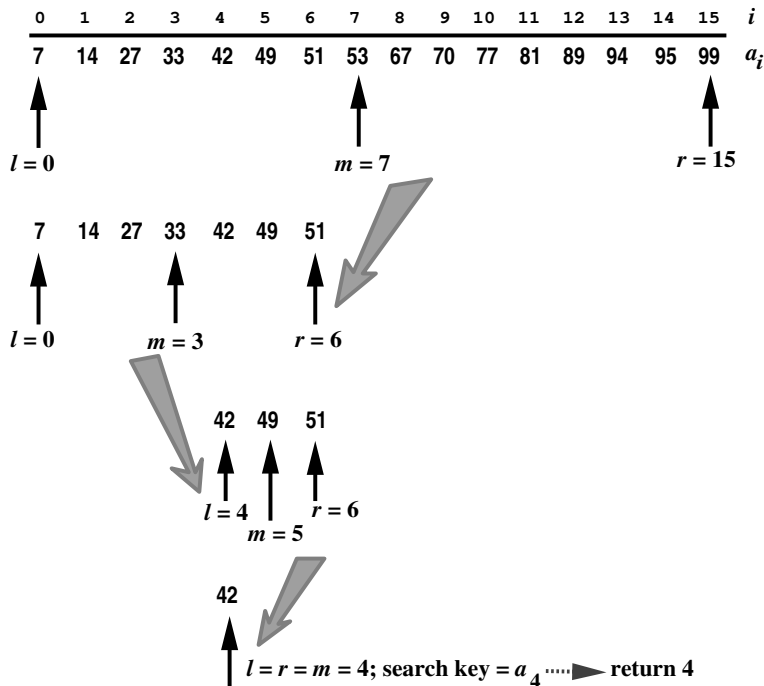 0 1 2 3 4 5 6 7 8 9 10 11 12 13 14 15 i
7 14 27 33 42 49 51 53 67 70 77 81 89 94 95 99 a_i
l = 0 m = 7 r = 15
7 14 27 33 42 49 51
l = 0 m = 3 r = 6
42 49 51
l = 4 r = 6
m = 5
42
l = r = m = 4; search key = a_4 return 4